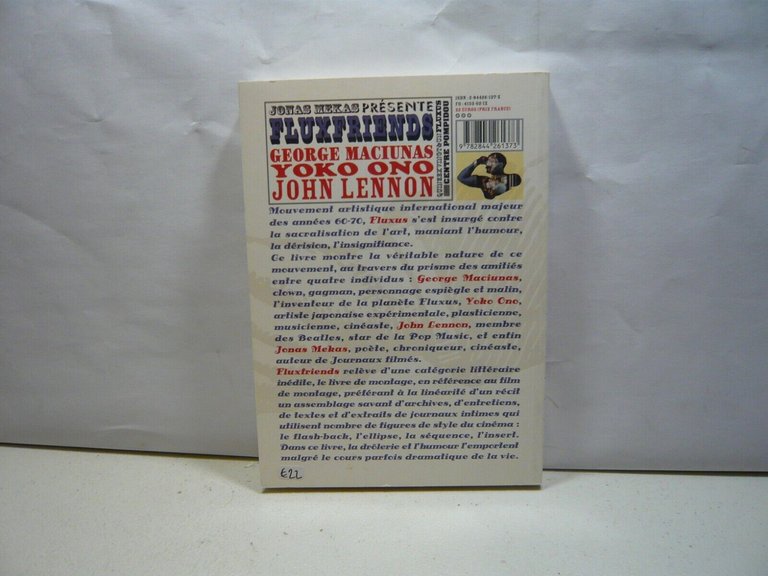 JONAS MEKAS PRÉSENTE
FLUXFRIENDS
GEORGE MACIUNAS
YOKO ONO
JOHN LENNON
FLUXUS
CENTRE POMPIDOU
22 EUROS (PRIX FRANCE)
9 782844 261373
Mouvement artistique international majeur
des années 60-70, Fluxus s'est insurgé contre
la sacralisation de l'art, maniant l'humour,
la dérision, l'insignifiance.
Ce livre montre la véritable nature de ce
mouvement, au travers du prisme des amitiés
entre quatre individus : George Maciunas,
clown, gagman, personnage espiègle et malin,
l'inventeur de la planète Fluxus, Yoko Ono,
artiste japonaise expérimentale, plasticienne,
musicienne, cinéaste, John Lennon, membre
des Beatles, star de la Pop Music, et enfin
Jonas Mekas, poète, chroniqueur, cinéaste,
auteur de Journaux filmés.
Fluxfriends relève d'une catégorie littéraire
inédite, le livre de montage, en référence au film
de montage, préférant à la linéarité d'un récit
un assemblage savant d'archives, d'entretiens,
de textes et d'extraits de journaux intimes qui
utilisent nombre de figures de style du cinéma :
le flash-back, l'ellipse, la séquence, l'insert.
Dans ce livre, la drôlerie et l'humour l'emportent
malgré le cours parfois dramatique de la vie.
€22